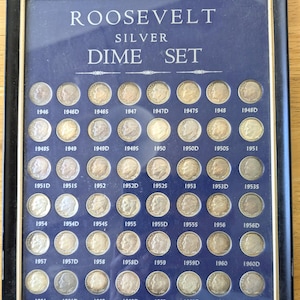 ROOSEVELT
SILVER
DIME SET
1946 1946D 1946S 1947 1947D 1947S 1948 1948D
1948S 1949 1949D 1949S 1950 1950D 1950S 1951
1951D 1951S 1952 1952D 1952S 1953 1953D 1953S
1954 1954D 1954S 1955 1955D 1955S 1956 1956D
1957 1957D 1958 1958D 1959 1959D 1960 1960D